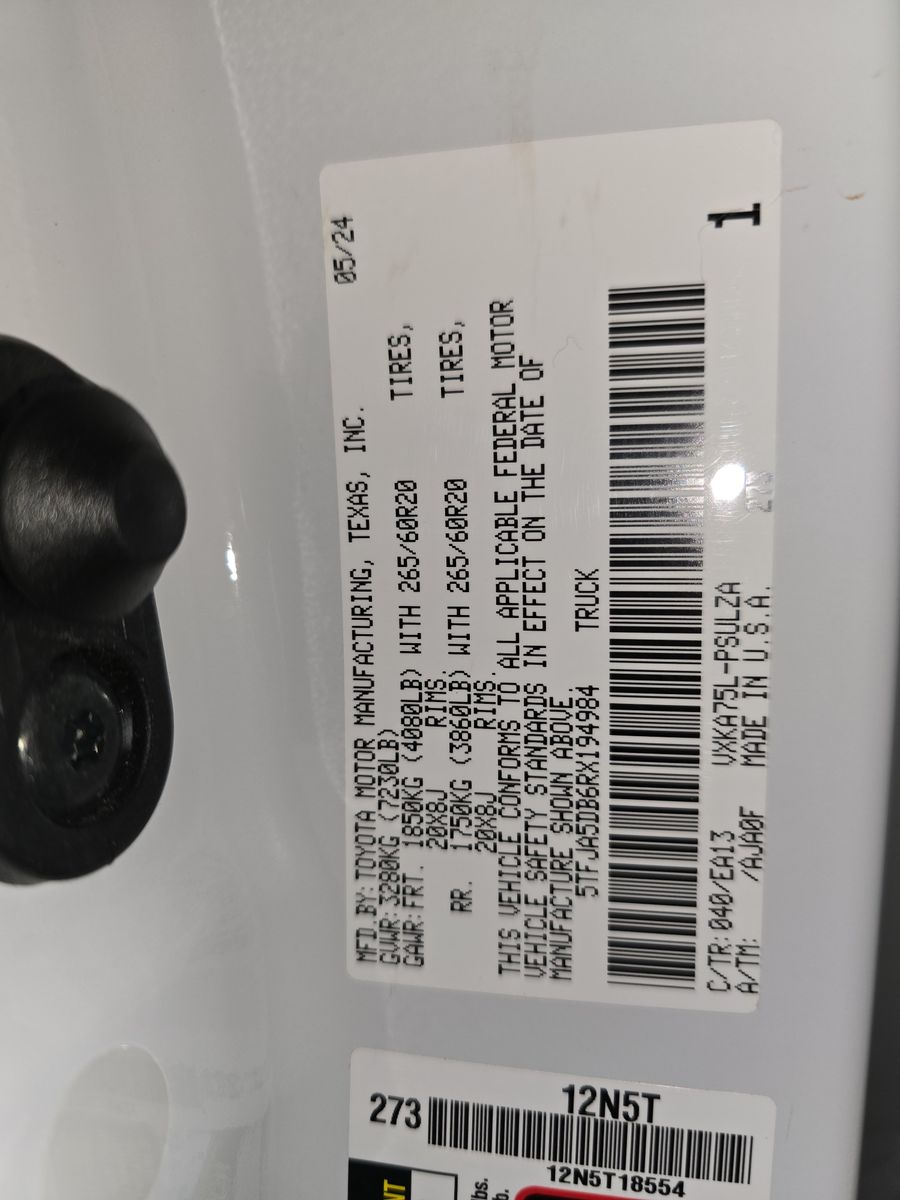 MFD.BY:TOYOTA MOTOR MANUFACTURING, TEXAS, INC. 05/24
GVWR:3280KG (7230LB)
GAWR:FRT. 1850KG (4080LB) WITH 265/60R20 TIRES,
20X8J RIMS.
RR. 1750KG (3860LB) WITH 265/60R20 TIRES,
20X8J RIMS.
THIS VEHICLE CONFORMS TO ALL APPLICABLE FEDERAL MOTOR
VEHICLE SAFETY STANDARDS IN EFFECT ON THE DATE OF
MANUFACTURE SHOWN ABOVE.
5TFJA5DB6RX194984 TRUCK
C/TR:040/EA13 VXKA75L-PSULZA 1
A/TM: /AJA0F MADE IN U.S.A. 273
273
12N5T
12N5T18554
NT
bs.
b.